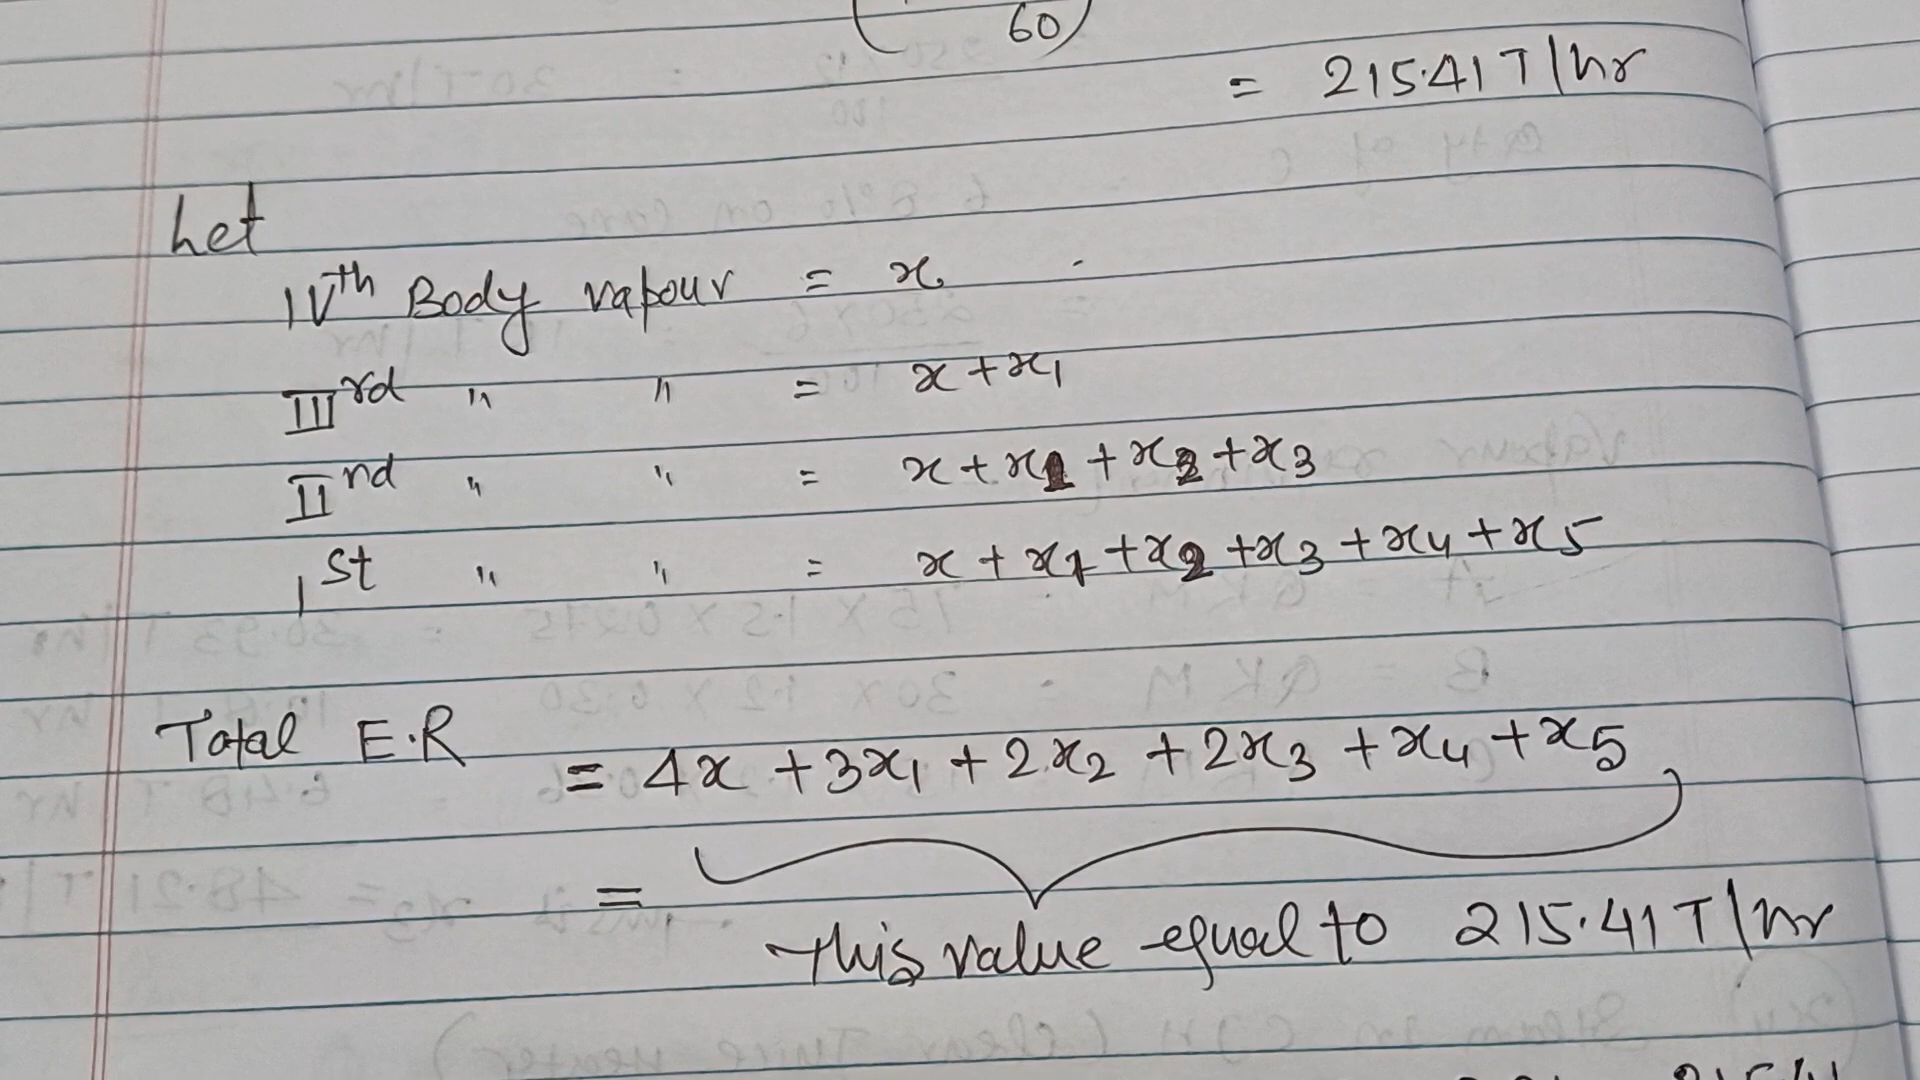 60)
= 215.41 T/hr
Let
IVth Body vapour = x
IIIrd " " = x + x1
IInd " " = x + x1 + x2 + x3
Ist " " = x + x1 + x2 + x3 + x4 + x5
Total E.R = 4x + 3x1 + 2x2 + 2x3 + x4 + x5
=
This value equal to 215.41 T/hr